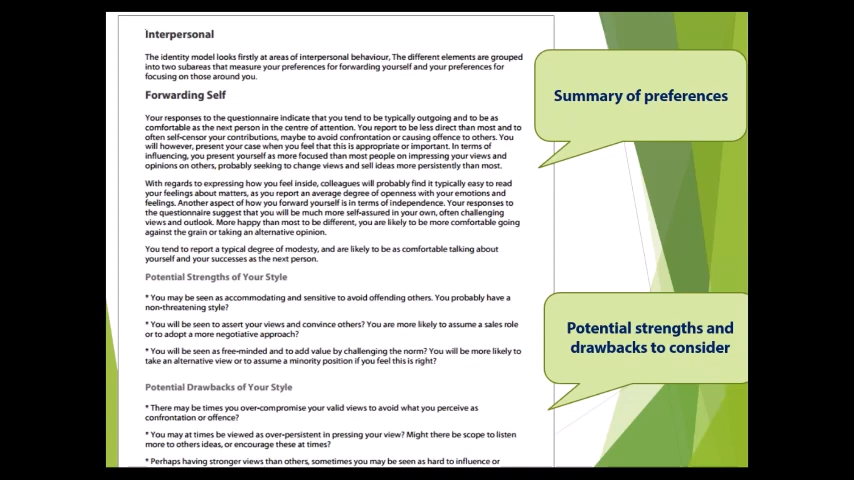 Interpersonal
The identity model looks firstly at areas of interpersonal behaviour, The different elements are grouped
into two subareas that measure your preferences for forwarding yourself and your preferences for
focusing on those around you.
Forwarding Self
Your responses to the questionnaire indicate that you tend to be typically outgoing and to be as
comfortable as the next person in the centre of attention. You report to be less direct than most and to
often self-censor your contributions, maybe to avoid confrontation or causing offence to others. You
will however, present your case when you feel that this is appropriate or important. In terms of
influencing, you present yourself as more focused than most people on impressing your views and
opinions on others, probably seeking to change views and sell ideas more persistently than most.
With regards to expressing how you feel inside, colleagues will probably find it typically easy to read
your feelings about matters, as you report an average degree of openness with your emotions and
feelings. Another aspect of how you forward yourself is in terms of independence. Your responses to
the questionnaire suggest that you will be much more self-assured in your own, often challenging
views and outlook. More happy than most to be different, you are likely to be more comfortable going
against the grain or taking an alternative opinion.
You tend to report a typical degree of modesty, and are likely to be as comfortable talking about
yourself and your successes as the next person.
Potential Strengths of Your Style
* You may be seen as accommodating and sensitive to avoid offending others. You probably have a
non-threatening style?
* You will be seen to assert your views and convince others? You are more likely to assume a sales role
or to adopt a more negotiative approach?
* You will be seen as free-minded and to add value by challenging the norm? You will be more likely to
take an alternative view or to assume a minority position if you feel this is right?
Potential Drawbacks of Your Style
* There may be times you over-compromise your valid views to avoid what you perceive as
confrontation or offence?
* You may at times be viewed as over-persistent in pressing your view? Might there be scope to listen
more to others ideas, or encourage these at times?
* Perhaps having stronger views than others, sometimes you may be seen as hard to influence or
Summary of preferences
Potential strengths and
drawbacks to consider